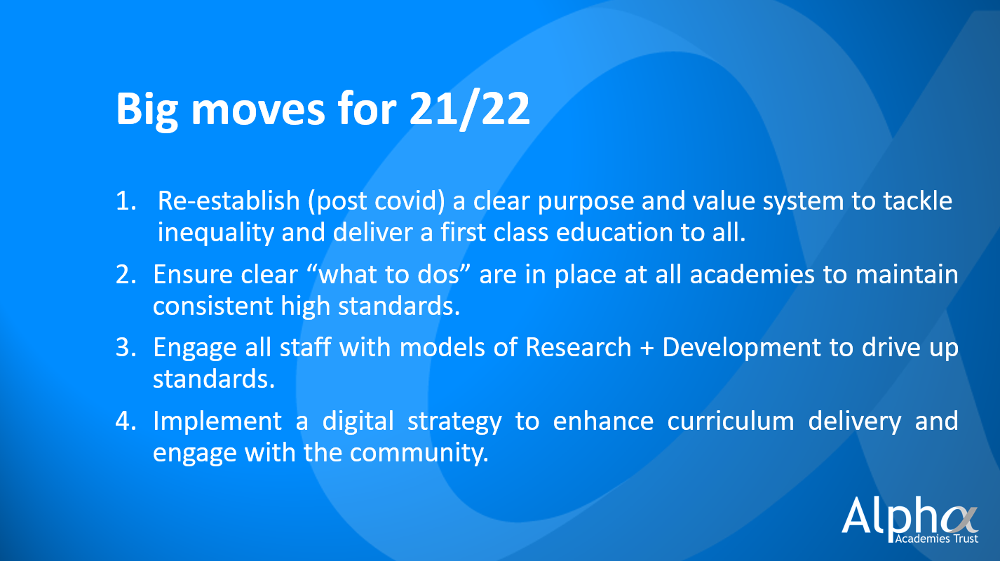 Big moves for 21/22
1. Re-establish (post covid) a clear purpose and value system to tackle
inequality and deliver a first class education to all.
2. Ensure clear “what to dos” are in place at all academies to maintain
consistent high standards.
3. Engage all staff with models of Research + Development to drive up
standards.
4. Implement a digital strategy to enhance curriculum delivery and
engage with the community.
Alphα
Academies Trust